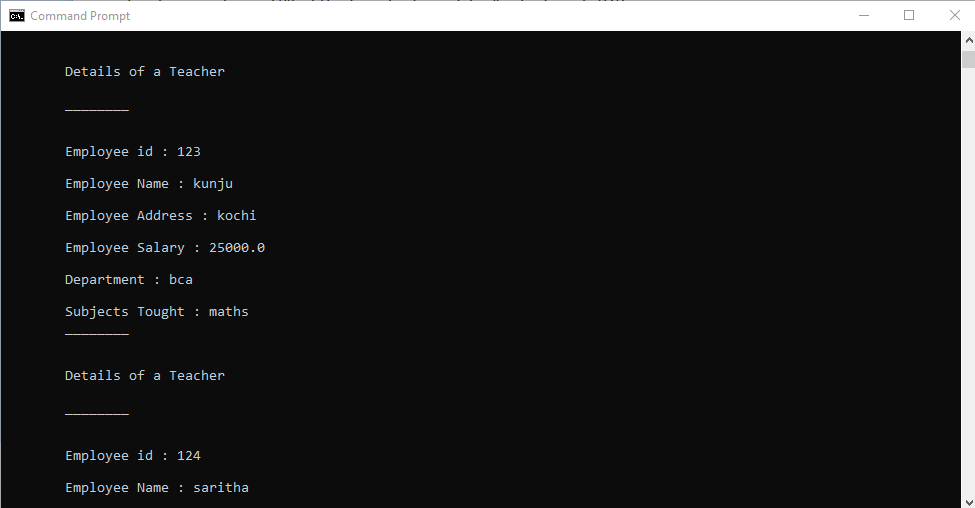 Command Prompt
Details of a Teacher
________
Employee id : 123
Employee Name : kunju
Employee Address : kochi
Employee Salary : 25000.0
Department : bca
Subjects Tought : maths
________
Details of a Teacher
________
Employee id : 124
Employee Name : saritha